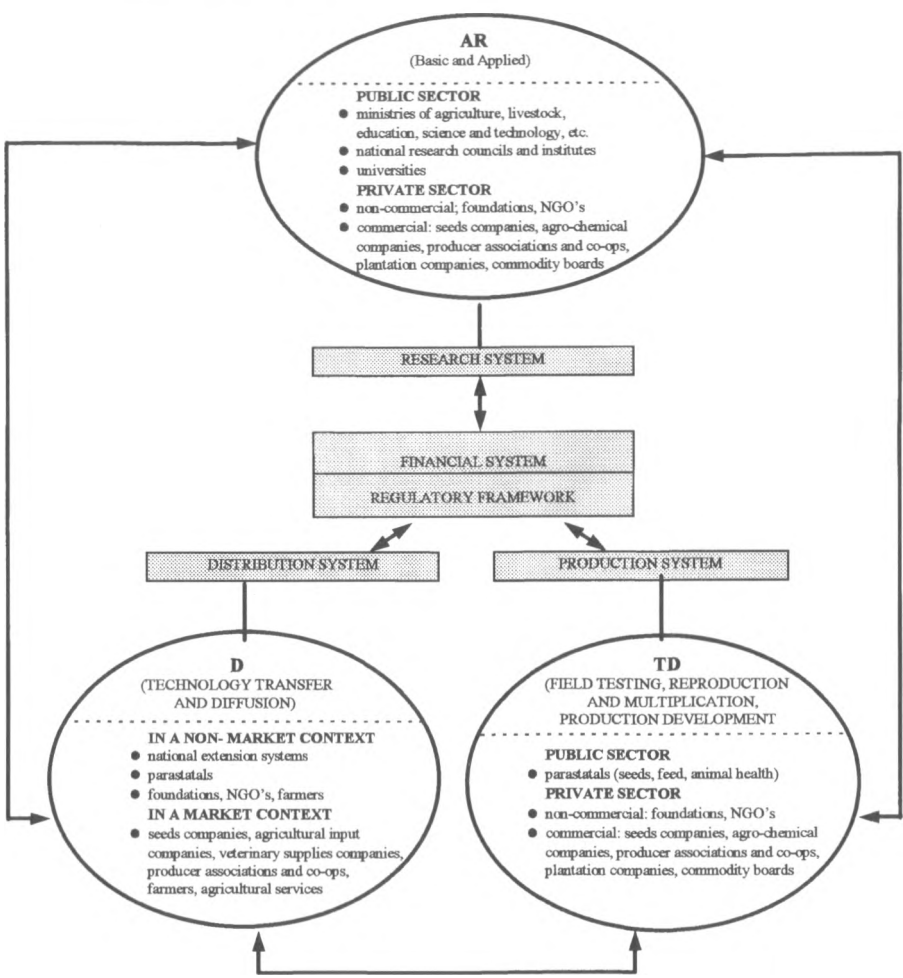 AR
(Basic and Applied)
PUBLIC SECTOR
● ministries of agriculture, livestock,
education, science and technology, etc.
● national research councils and institutes
● universities
PRIVATE SECTOR
● non-commercial; foundations, NGO's
● commercial: seeds companies, agro-chemical
companies, producer associations and co-ops,
plantation companies, commodity boards
RESEARCH SYSTEM
FINANCIAL SYSTEM
REGULATORY FRAMEWORK
DISTRIBUTION SYSTEM
PRODUCTION SYSTEM
D
(TECHNOLOGY TRANSFER
AND DIFFUSION)
IN A NON- MARKET CONTEXT
● national extension systems
● parastatals
● foundations, NGO's, farmers
IN A MARKET CONTEXT
● seeds companies, agricultural input
companies, veterinary supplies companies,
producer associations and co-ops,
farmers, agricultural services
TD
(FIELD TESTING, REPRODUCTION
AND MULTIPLICATION,
PRODUCTION DEVELOPMENT
PUBLIC SECTOR
● parastatals (seeds, feed, animal health)
PRIVATE SECTOR
● non-commercial: foundations, NGO's
● commercial: seeds companies, agro-chemical
companies, producer associations and co-ops,
plantation companies, commodity boards